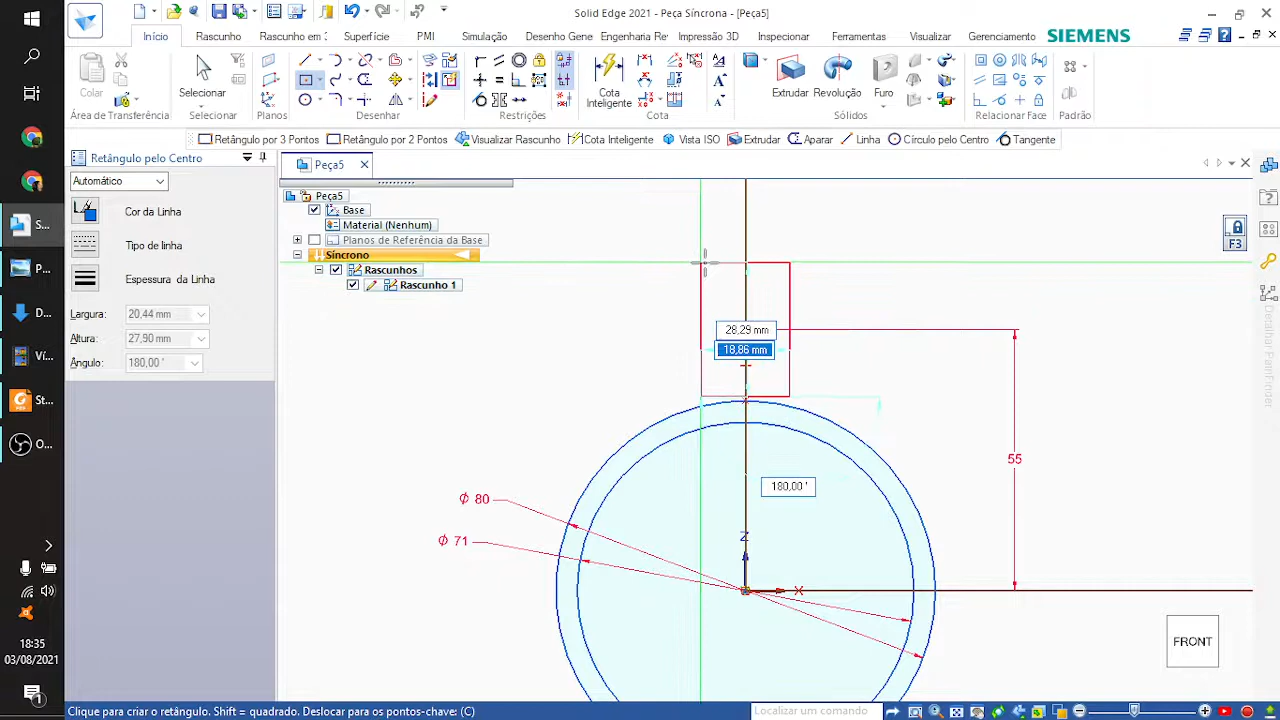 Solid Edge 2021 - Peça Síncrona - [Peça5]
Início
Rascunho
Rascunho em :
Superfície
PMI
Simulação
Desenho Gene
Engenharia Re
Impressão 3D
Inspecionar
Ferramentas
Visualizar
Gerenciamento
SIEMENS
Colar
Selecionar
Cota
Inteligente
Extrudar
Revolução
Furo
Área de Transferência
Selecionar
Planos
Desenhar
Restrições
Cota
Sólidos
Relacionar Face
Padrão
Retângulo por 3 Pontos
Retângulo por 2 Pontos
Visualizar Rascunho
Cota Inteligente
Vista ISO
Extrudar
Aparar
Linha
Círculo pelo Centro
Tangente
Retângulo pelo Centro
Peça5
Automático
Cor da Linha
Tipo de linha
Espessura da Linha
Largura: 20,44 mm
Altura: 27,90 mm
Ângulo: 180,00 °
Peça5
Base
Material (Nenhum)
Planos de Referência da Base
Síncrono
Rascunhos
Rascunho 1
F3
28,29 mm
18,86 mm
180,00 °
55
Φ 80
Φ 71
Z
X
FRONT
S...
P...
D...
Ví...
St...
O...
18:35
03/08/2021
Clique para criar o retângulo. Shift = quadrado. Deslocar para os pontos-chave: (C)
Localizar um comando